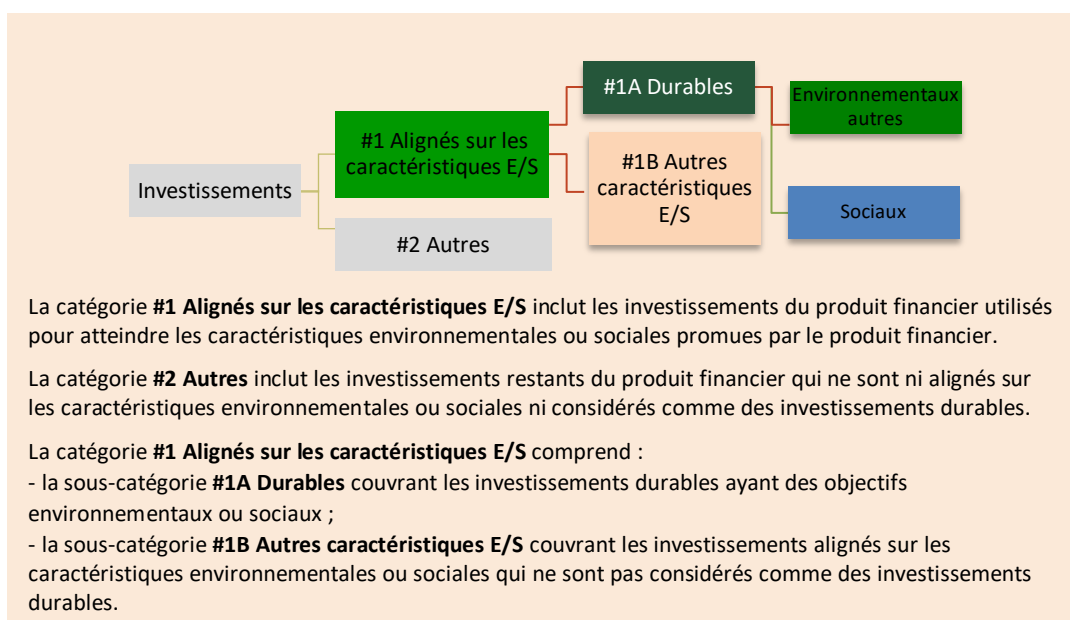 #1A Durables
Environnementaux
autres
#1 Alignés sur les
caractéristiques E/S
#1B Autres
caractéristiques
E/S
Investissements
Sociaux
#2 Autres
La catégorie #1 Alignés sur les caractéristiques E/S inclut les investissements du produit financier utilisés
pour atteindre les caractéristiques environnementales ou sociales promues par le produit financier.
La catégorie #2 Autres inclut les investissements restants du produit financier qui ne sont ni alignés sur
les caractéristiques environnementales ou sociales ni considérés comme des investissements durables.
La catégorie #1 Alignés sur les caractéristiques E/S comprend :
- la sous-catégorie #1A Durables couvrant les investissements durables ayant des objectifs
environnementaux ou sociaux ;
- la sous-catégorie #1B Autres caractéristiques E/S couvrant les investissements alignés sur les
caractéristiques environnementales ou sociales qui ne sont pas considérés comme des investissements
durables.